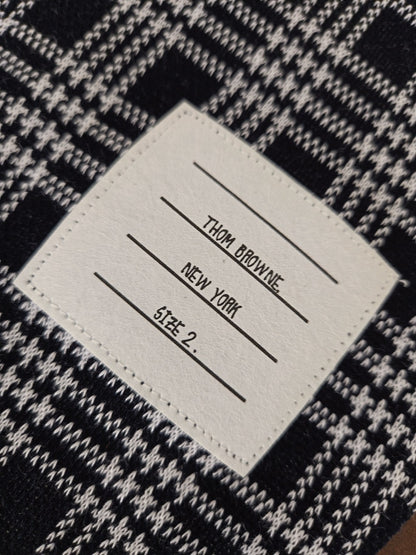 THOM BROWNE.
NEW YORK
SIZE 2.